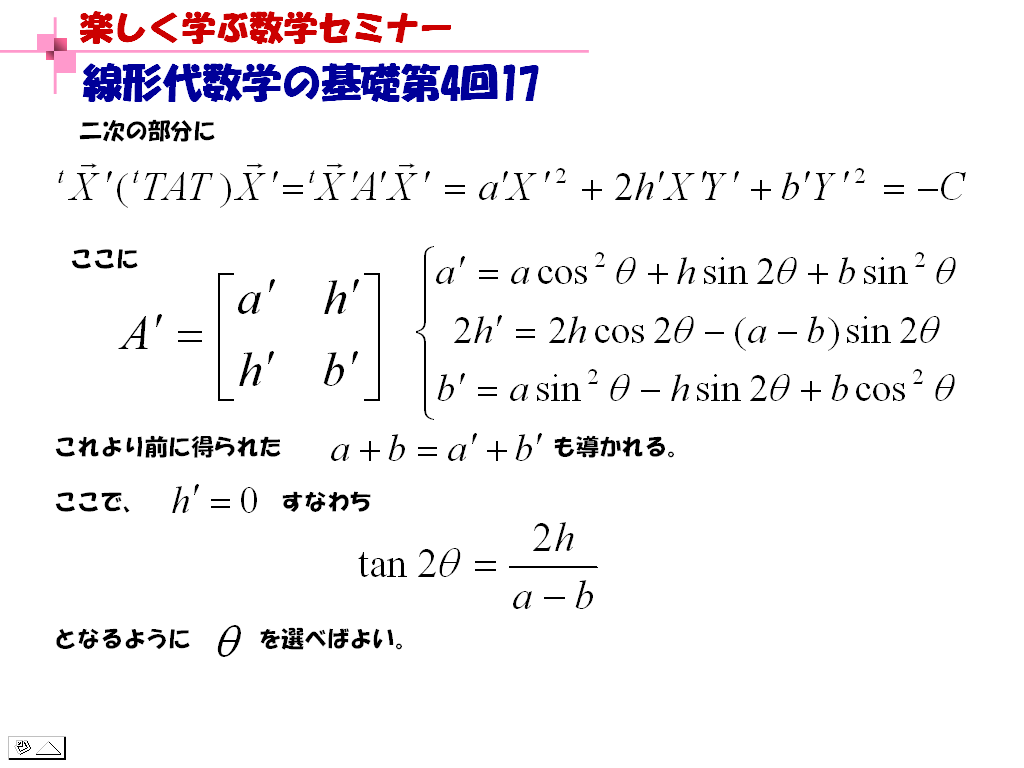 楽しく学ぶ数学セミナー
線形代数学の基礎第4回17
二次の部分に
ᵗX⃗′(ᵗTAT)X⃗′=ᵗX⃗′A′X⃗′ = a′X′² + 2h′X′Y′ + b′Y′² = −C
ここに
A′ = [a′ h′
h′ b′]
{a′ = a cos² θ + h sin 2θ + b sin² θ
2h′ = 2h cos 2θ − (a − b) sin 2θ
b′ = a sin² θ − h sin 2θ + b cos² θ
これより前に得られた a + b = a′ + b′ も導かれる。
ここで、 h′ = 0 すなわち
tan 2θ = 2h / (a − b)
となるように θ を選べばよい。